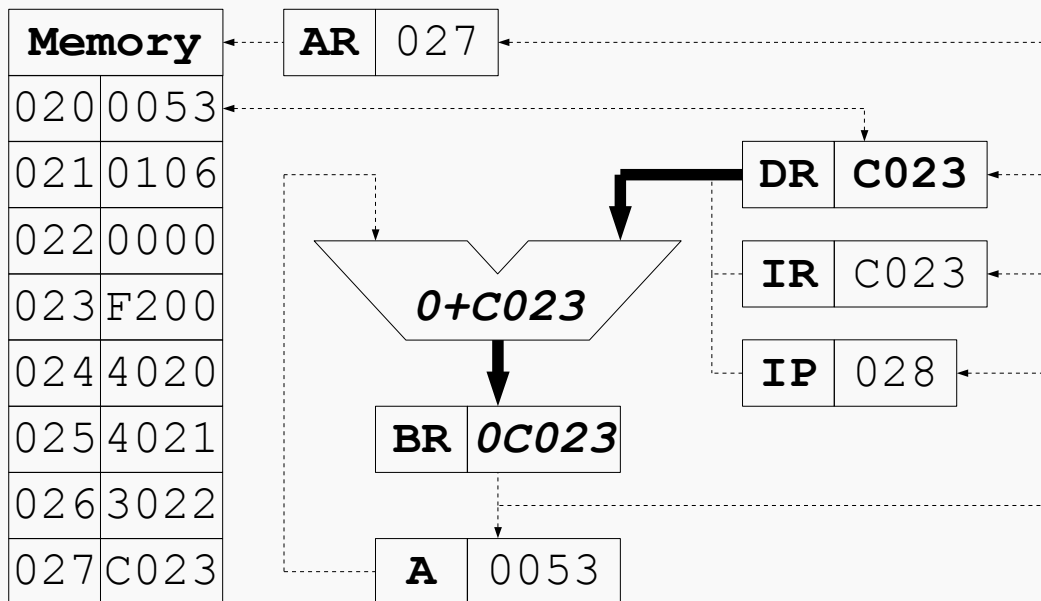 Memory AR 027
020 0053
021 0106 DR C023
022 0000
0+C023 IR C023
023 F200
024 4020 IP 028
025 4021 BR 0C023
026 3022
027 C023 A 0053